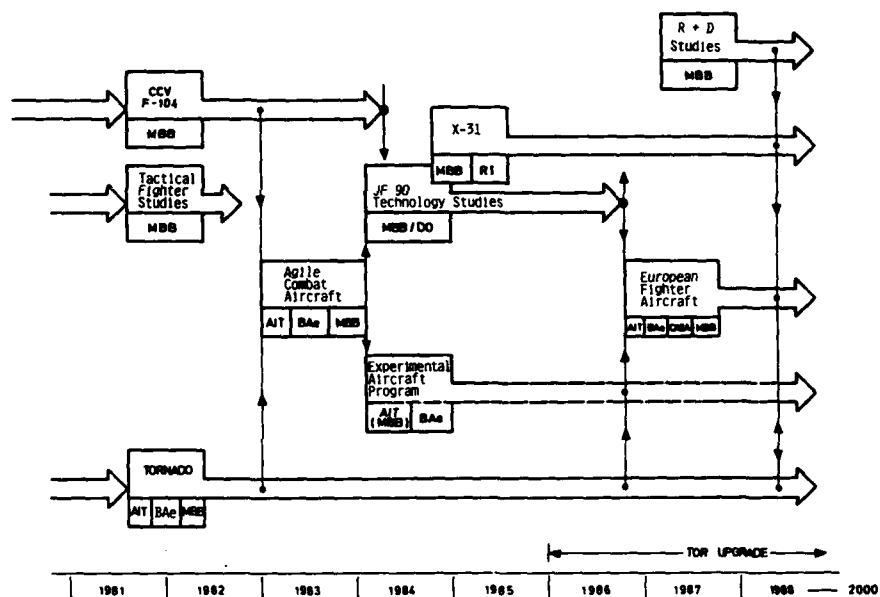 R + D
Studies
MBB
CCV
F-104
MBB
X-31
MBB RI
Tactical
Fighter
Studies
MBB
JF 90
Technology Studies
MBB / DO
Agile
Combat
Aircraft
AIT BAe MBB
European
Fighter
Aircraft
AIT BAe CASA MBB
Experimental
Aircraft
Program
AIT
(MBB) BAe
TORNADO
AIT BAe MBB
TOR UPGRADE
1981 1982 1983 1984 1985 1986 1987 1988 — 2000